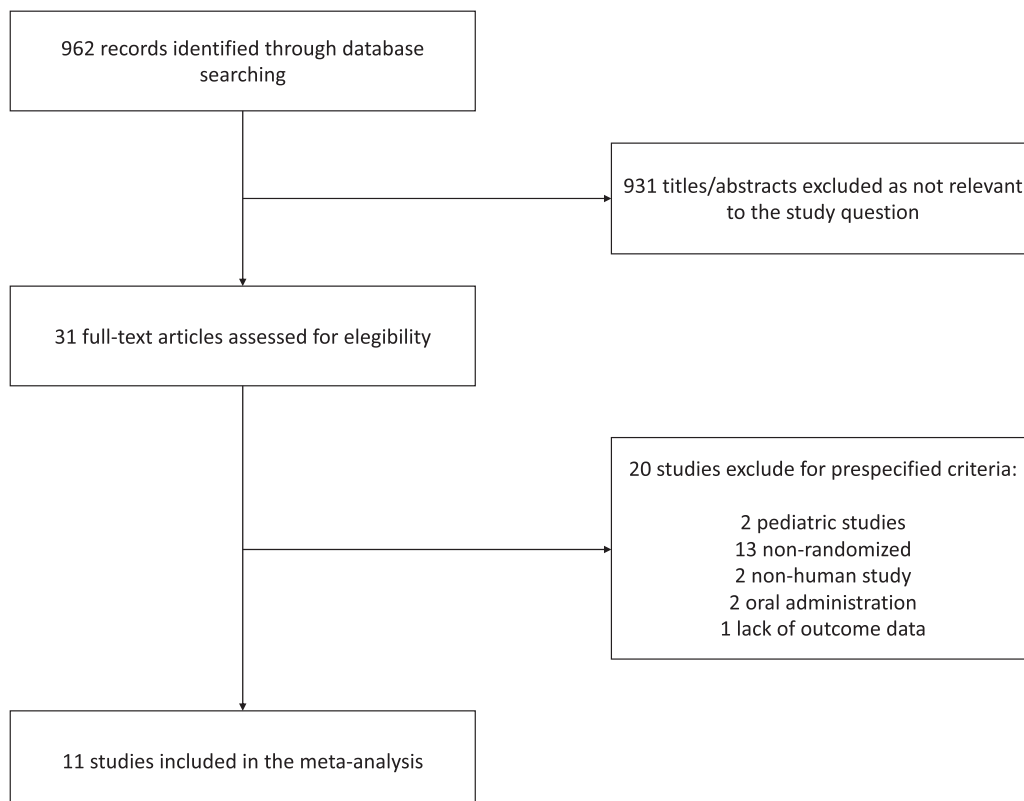 962 records identified through database
searching
931 titles/abstracts excluded as not relevant
to the study question
31 full-text articles assessed for elegibility
20 studies exclude for prespecified criteria:
2 pediatric studies
13 non-randomized
2 non-human study
2 oral administration
1 lack of outcome data
11 studies included in the meta-analysis